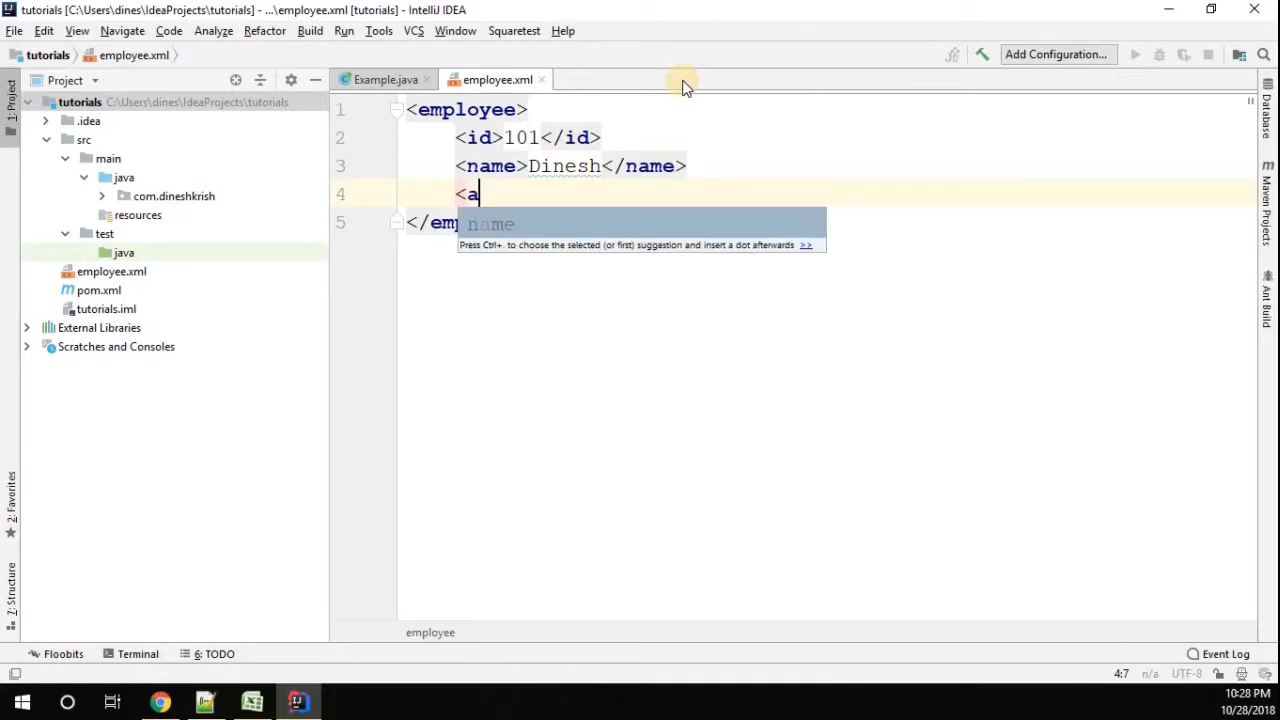 tutorials [C:\Users\dines\IdeaProjects\tutorials] - ...\employee.xml [tutorials] - IntelliJ IDEA
File Edit View Navigate Code Analyze Refactor Build Run Tools VCS Window Squaretest Help
tutorials employee.xml Add Configuration...
Project Example.java employee.xml
1: Project
tutorials C:\Users\dines\IdeaProjects\tutorials
.idea
src
main
java
com.dineshkrish
resources
test
java
employee.xml
pom.xml
tutorials.iml
External Libraries
Scratches and Consoles
1 <employee>
2 <id>101</id>
3 <name>Dinesh</name>
4 <a
5 </emp
name
Press Ctrl+. to choose the selected (or first) suggestion and insert a dot afterwards >>
Database
Maven Projects
Ant Build
2: Favorites
7: Structure
employee
Floobits Terminal 6: TODO Event Log
4:7 n/a UTF-8
10:28 PM
10/28/2018